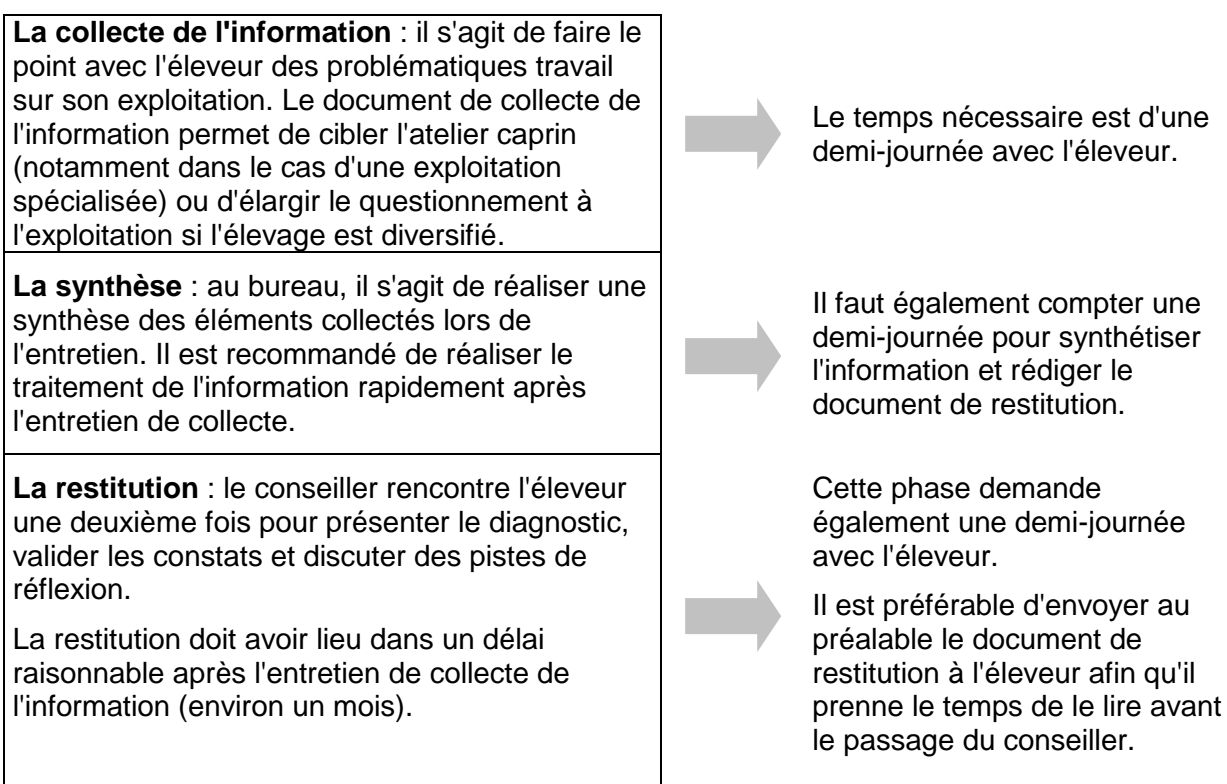 La collecte de l'information : il s'agit de faire le
point avec l'éleveur des problématiques travail
sur son exploitation. Le document de collecte de
l'information permet de cibler l'atelier caprin
(notamment dans le cas d'une exploitation
spécialisée) ou d'élargir le questionnement à
l'exploitation si l'élevage est diversifié.
Le temps nécessaire est d'une
demi-journée avec l'éleveur.
La synthèse : au bureau, il s'agit de réaliser une
synthèse des éléments collectés lors de
l'entretien. Il est recommandé de réaliser le
traitement de l'information rapidement après
l'entretien de collecte.
Il faut également compter une
demi-journée pour synthétiser
l'information et rédiger le
document de restitution.
La restitution : le conseiller rencontre l'éleveur
une deuxième fois pour présenter le diagnostic,
valider les constats et discuter des pistes de
réflexion.
La restitution doit avoir lieu dans un délai
raisonnable après l'entretien de collecte de
l'information (environ un mois).
Cette phase demande
également une demi-journée
avec l'éleveur.
Il est préférable d'envoyer au
préalable le document de
restitution à l'éleveur afin qu'il
prenne le temps de le lire avant
le passage du conseiller.